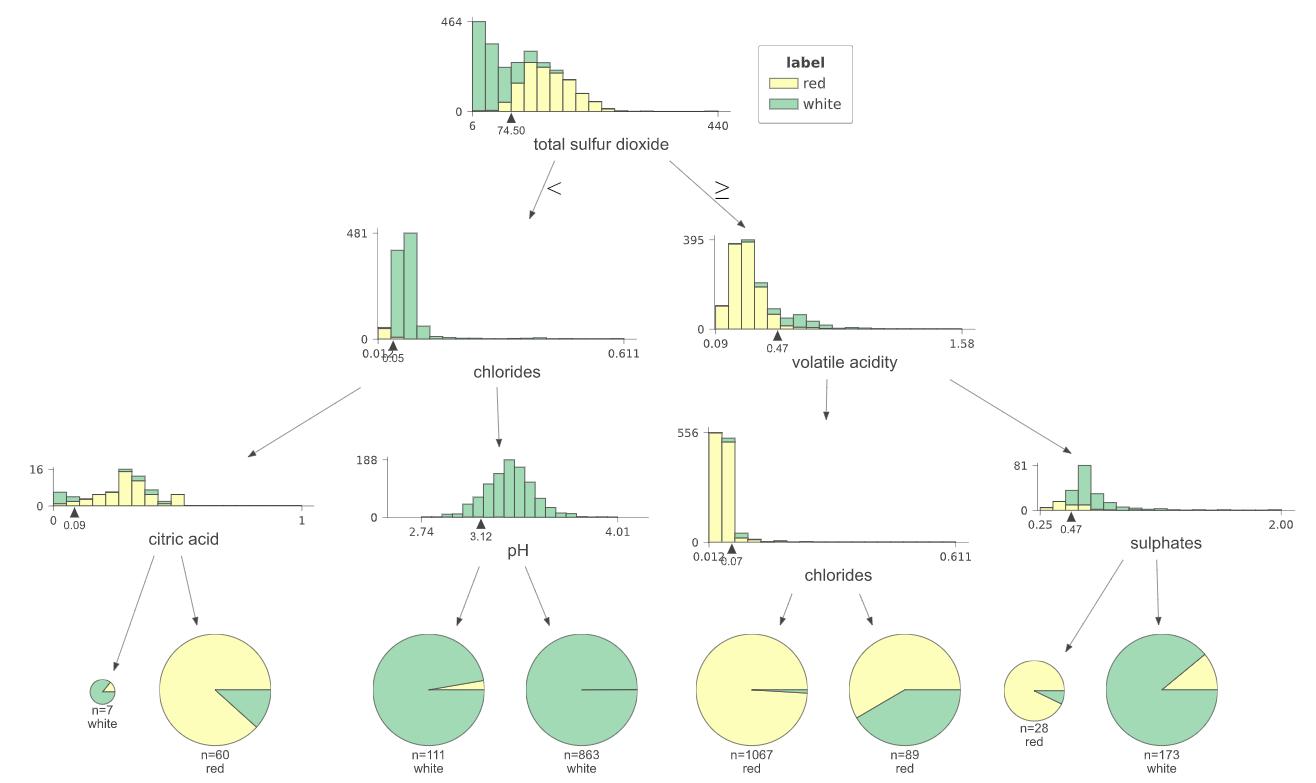 464
0
6
74.50
440
total sulfur dioxide
label
red
white
<
≥
481
0
0.05
0.611
chlorides
395
0
0.09
0.47
1.58
volatile acidity
16
0
0
0.09
1
citric acid
188
0
2.74
3.12
4.01
pH
556
0
0.012
0.07
0.611
chlorides
81
0
0.25
0.47
2.00
sulphates
n=7
white
n=60
red
n=111
white
n=863
white
n=1067
red
n=89
red
n=28
red
n=173
white